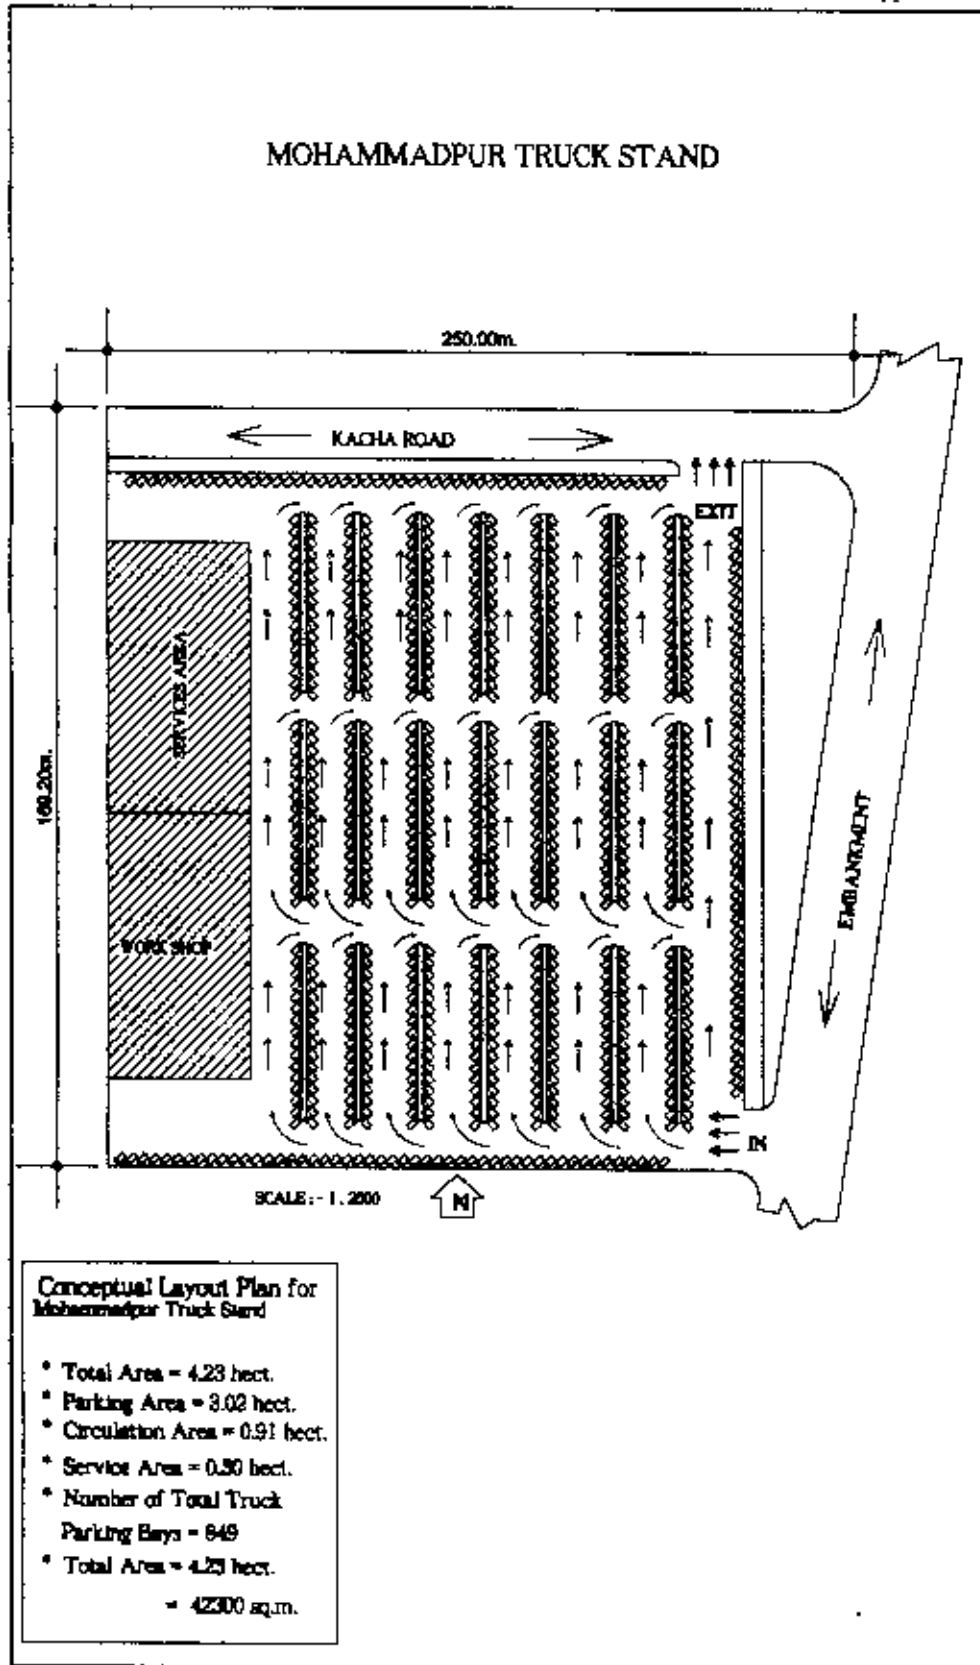 MOHAMMADPUR TRUCK STAND
250.00m.
KACHA ROAD
EXIT
SERVICES AREA
169.20m.
EMBANKMENT
WORK SHOP
IN
SCALE:- 1. 2000
N
Conceptual Layout Plan for
Mohammadpur Truck Stand
* Total Area = 4.23 hect.
* Parking Area = 3.02 hect.
* Circulation Area = 0.91 hect.
* Service Area = 0.30 hect.
* Number of Total Truck
Parking Bays = 849
* Total Area = 4.23 hect.
= 42300 sq.m.